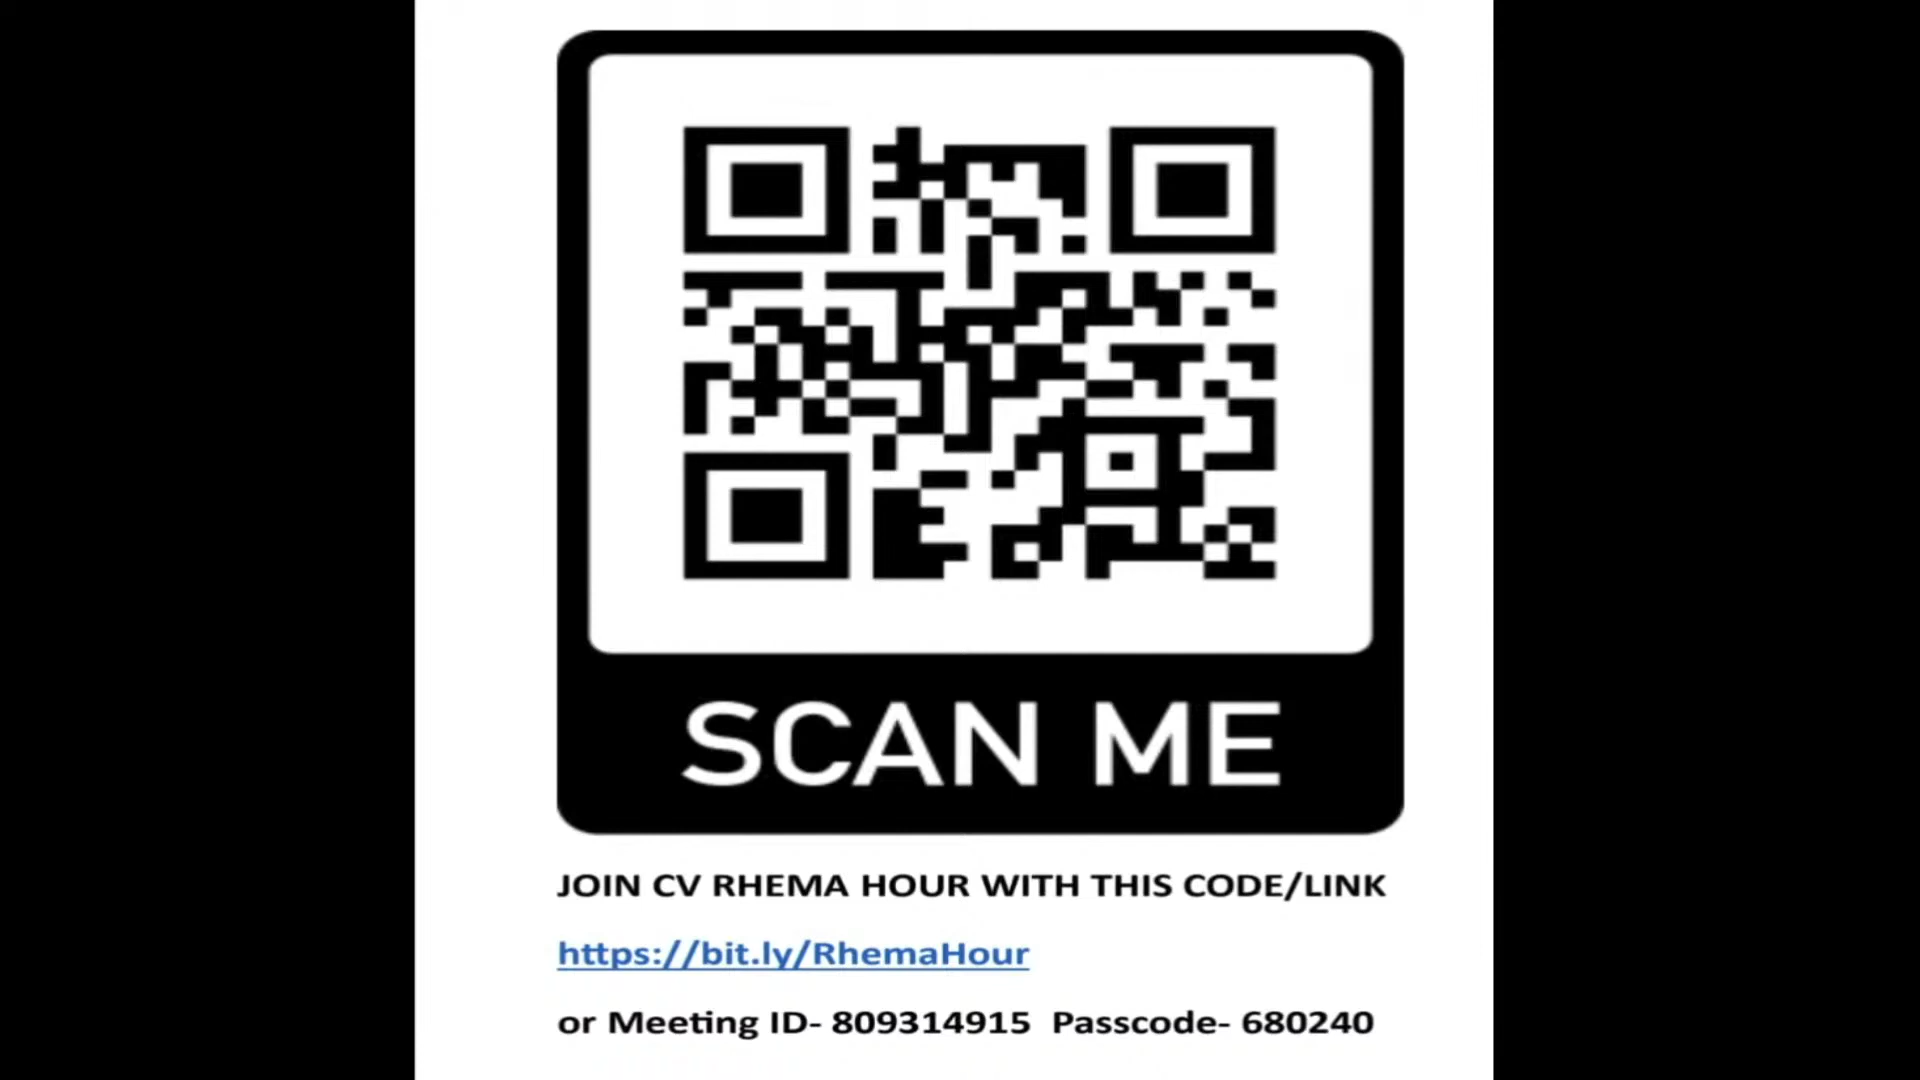 SCAN ME
JOIN CV RHEMA HOUR WITH THIS CODE/LINK
https://bit.ly/RhemaHour
or Meeting ID- 809314915  Passcode- 680240